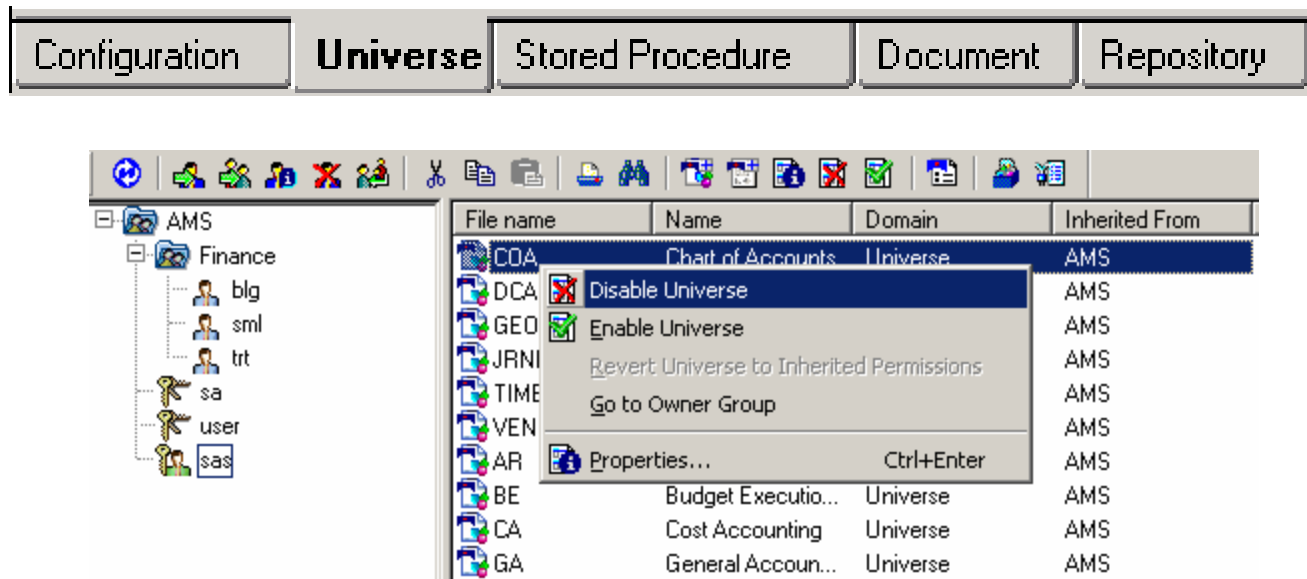 Configuration Universe Stored Procedure Document Repository
AMS
Finance
blg
sml
trt
sa
user
sas
File name Name Domain Inherited From
COA Chart of Accounts Universe AMS
DCA AMS
GEO AMS
JRNL AMS
TIME AMS
VEN AMS
AR AMS
BE Budget Executio... Universe AMS
CA Cost Accounting Universe AMS
GA General Accoun... Universe AMS
Disable Universe
Enable Universe
Revert Universe to Inherited Permissions
Go to Owner Group
Properties... Ctrl+Enter